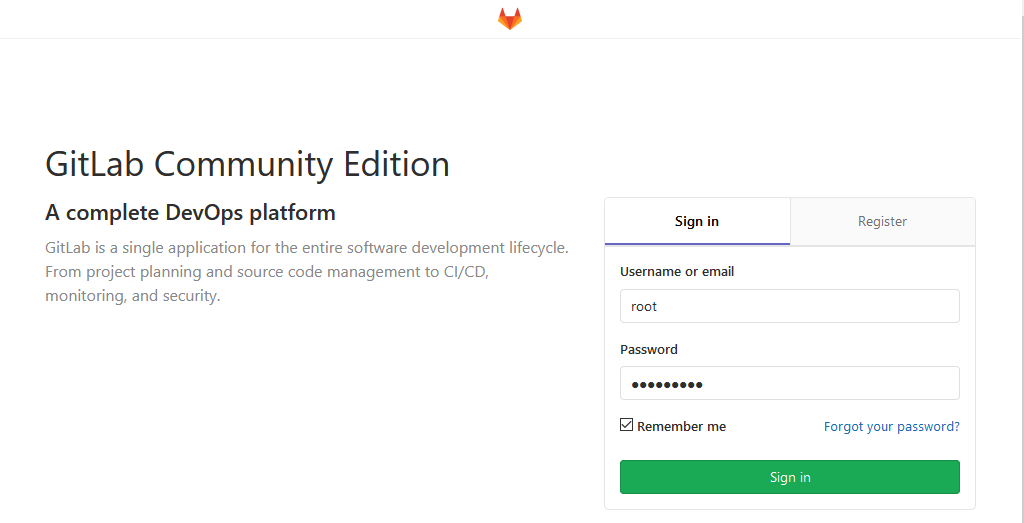 GitLab Community Edition
A complete DevOps platform
GitLab is a single application for the entire software development lifecycle.
From project planning and source code management to CI/CD,
monitoring, and security.
Sign in
Register
Username or email
root
Password
●●●●●●●●●
Remember me
Forgot your password?
Sign in